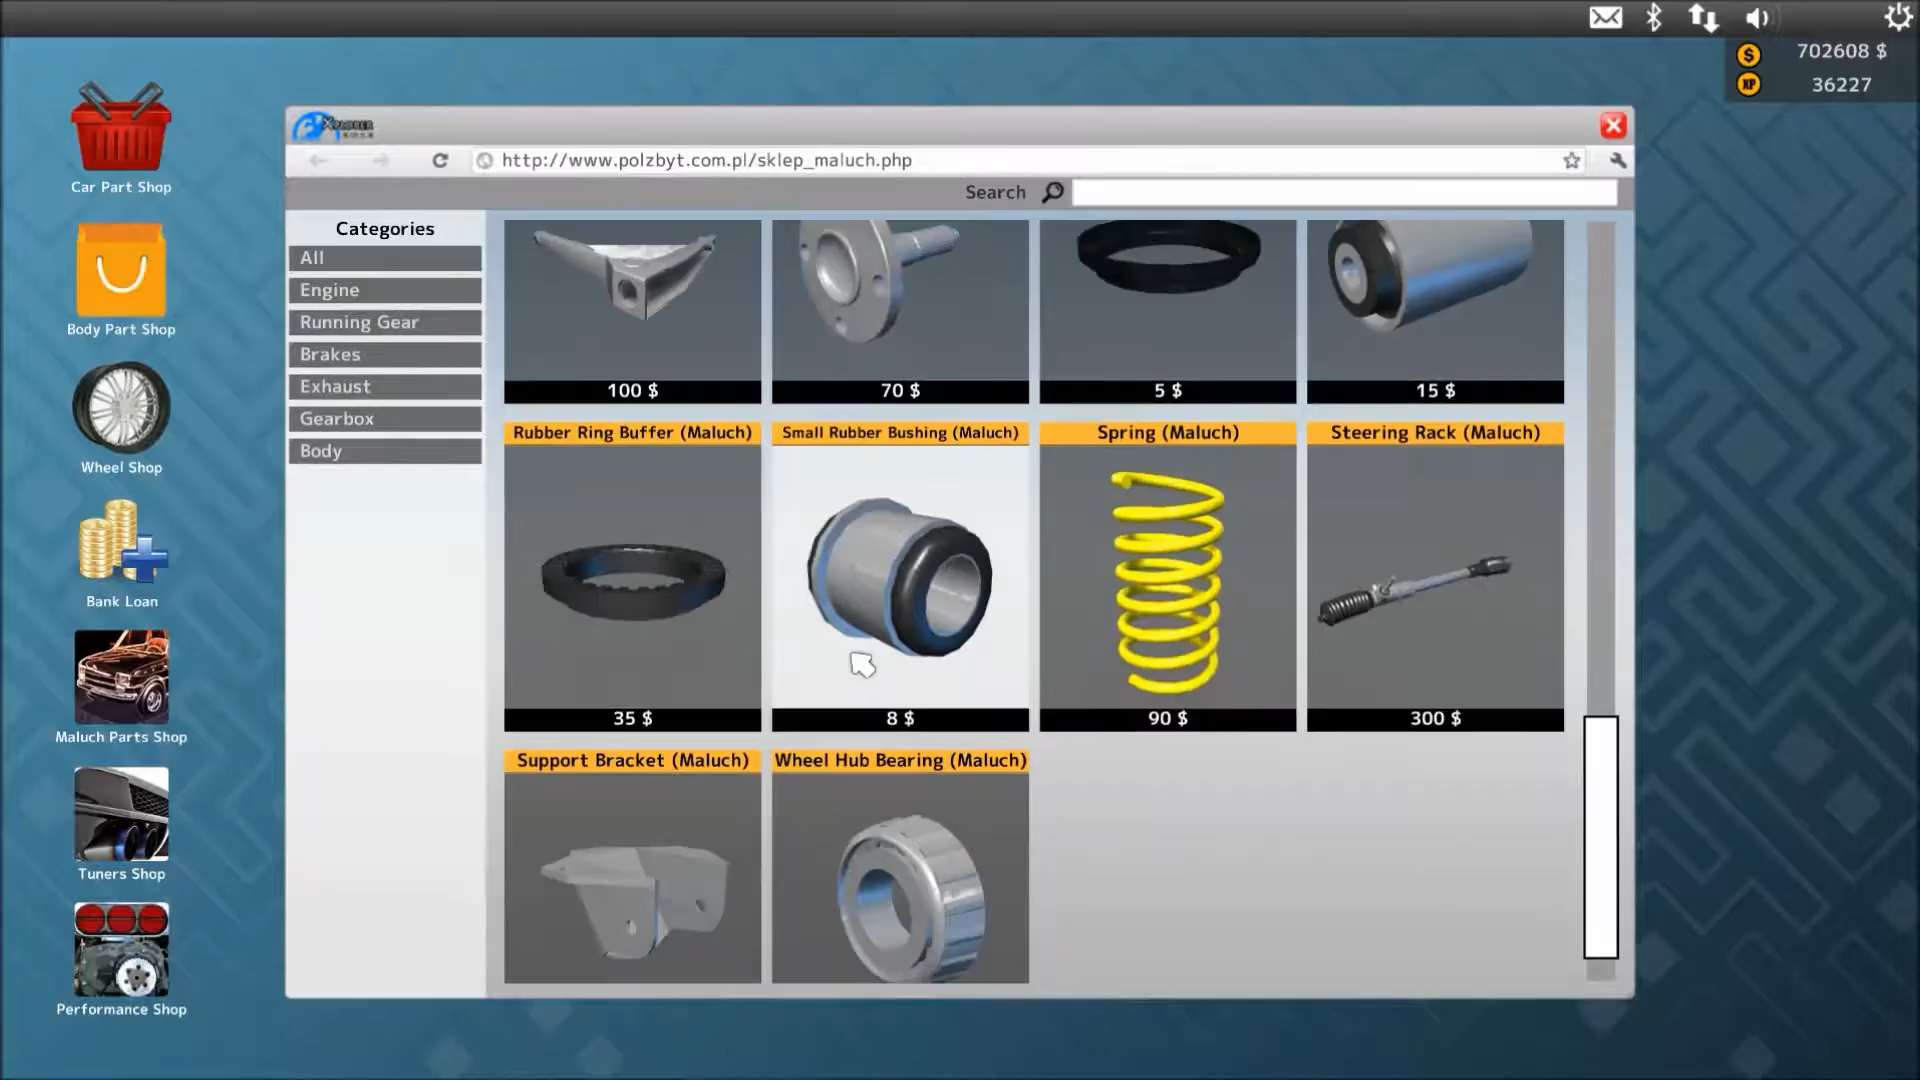 702608 $
XP 36227
Car Part Shop
Body Part Shop
Wheel Shop
Bank Loan
Maluch Parts Shop
Tuners Shop
Performance Shop
XPLORER
http://www.polzbyt.com.pl/sklep_maluch.php
Search
Categories
All
Engine
Running Gear
Brakes
Exhaust
Gearbox
Body
100 $
70 $
5 $
15 $
Rubber Ring Buffer (Maluch)
Small Rubber Bushing (Maluch)
Spring (Maluch)
Steering Rack (Maluch)
35 $
8 $
90 $
300 $
Support Bracket (Maluch)
Wheel Hub Bearing (Maluch)